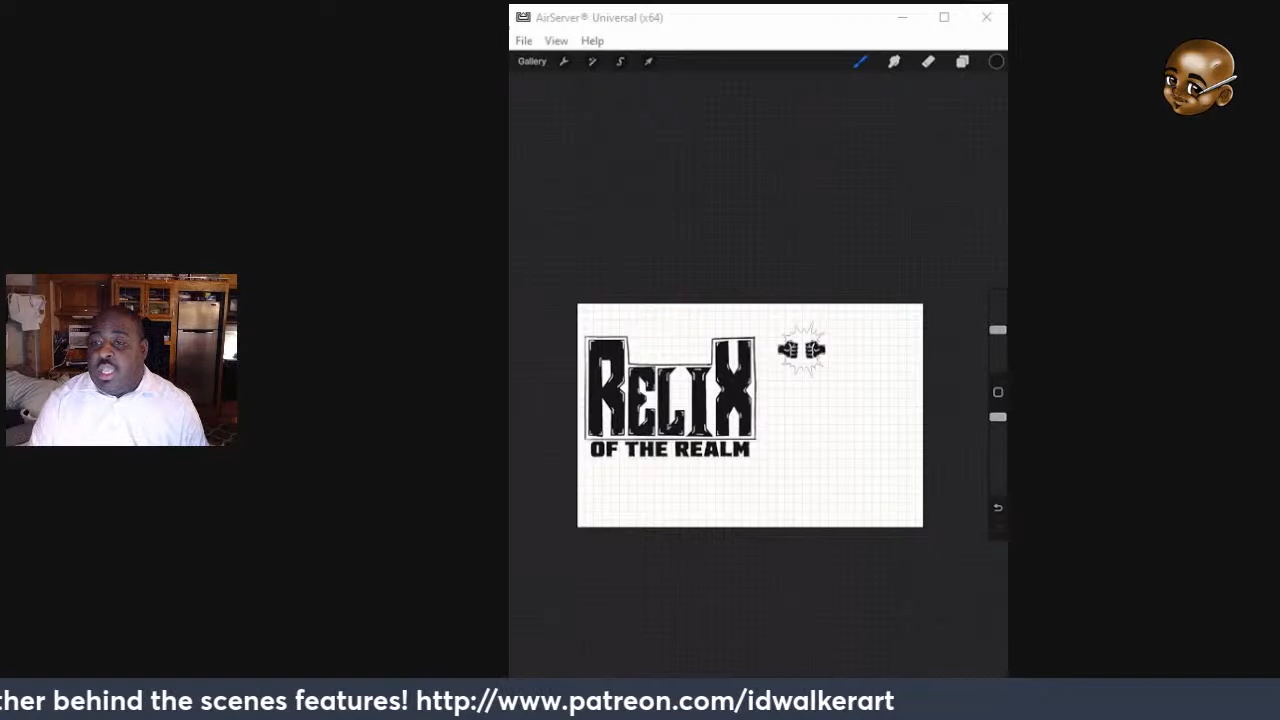 AirServer® Universal (x64)
File View Help
Gallery
RELIX
OF THE REALM
ther behind the scenes features! http://www.patreon.com/idwalkerart